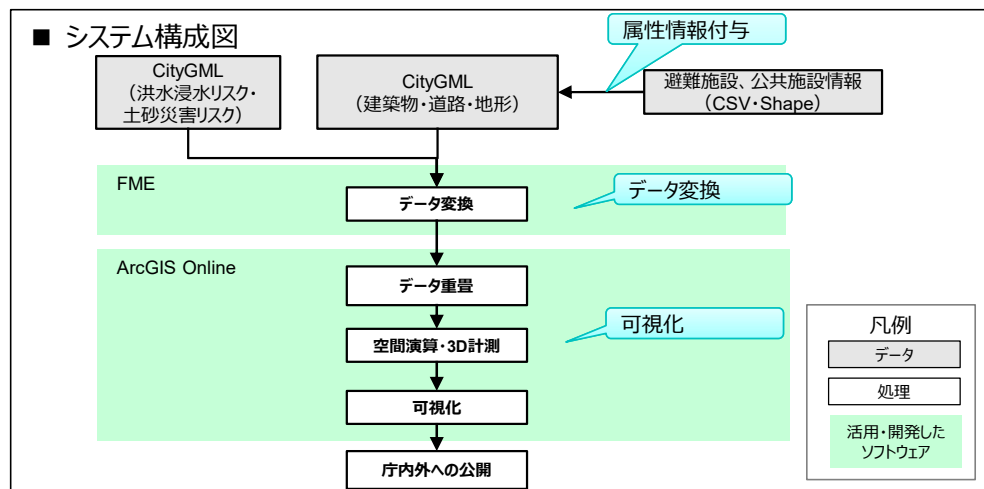 ■ システム構成図
属性情報付与
CityGML
（洪水浸水リスク・
土砂災害リスク）
CityGML
（建築物・道路・地形）
避難施設、公共施設情報
（CSV・Shape）
FME
データ変換
データ変換
ArcGIS Online
データ重畳
空間演算・3D計測
可視化
可視化
庁内外への公開
凡例
データ
処理
活用・開発した
ソフトウェア